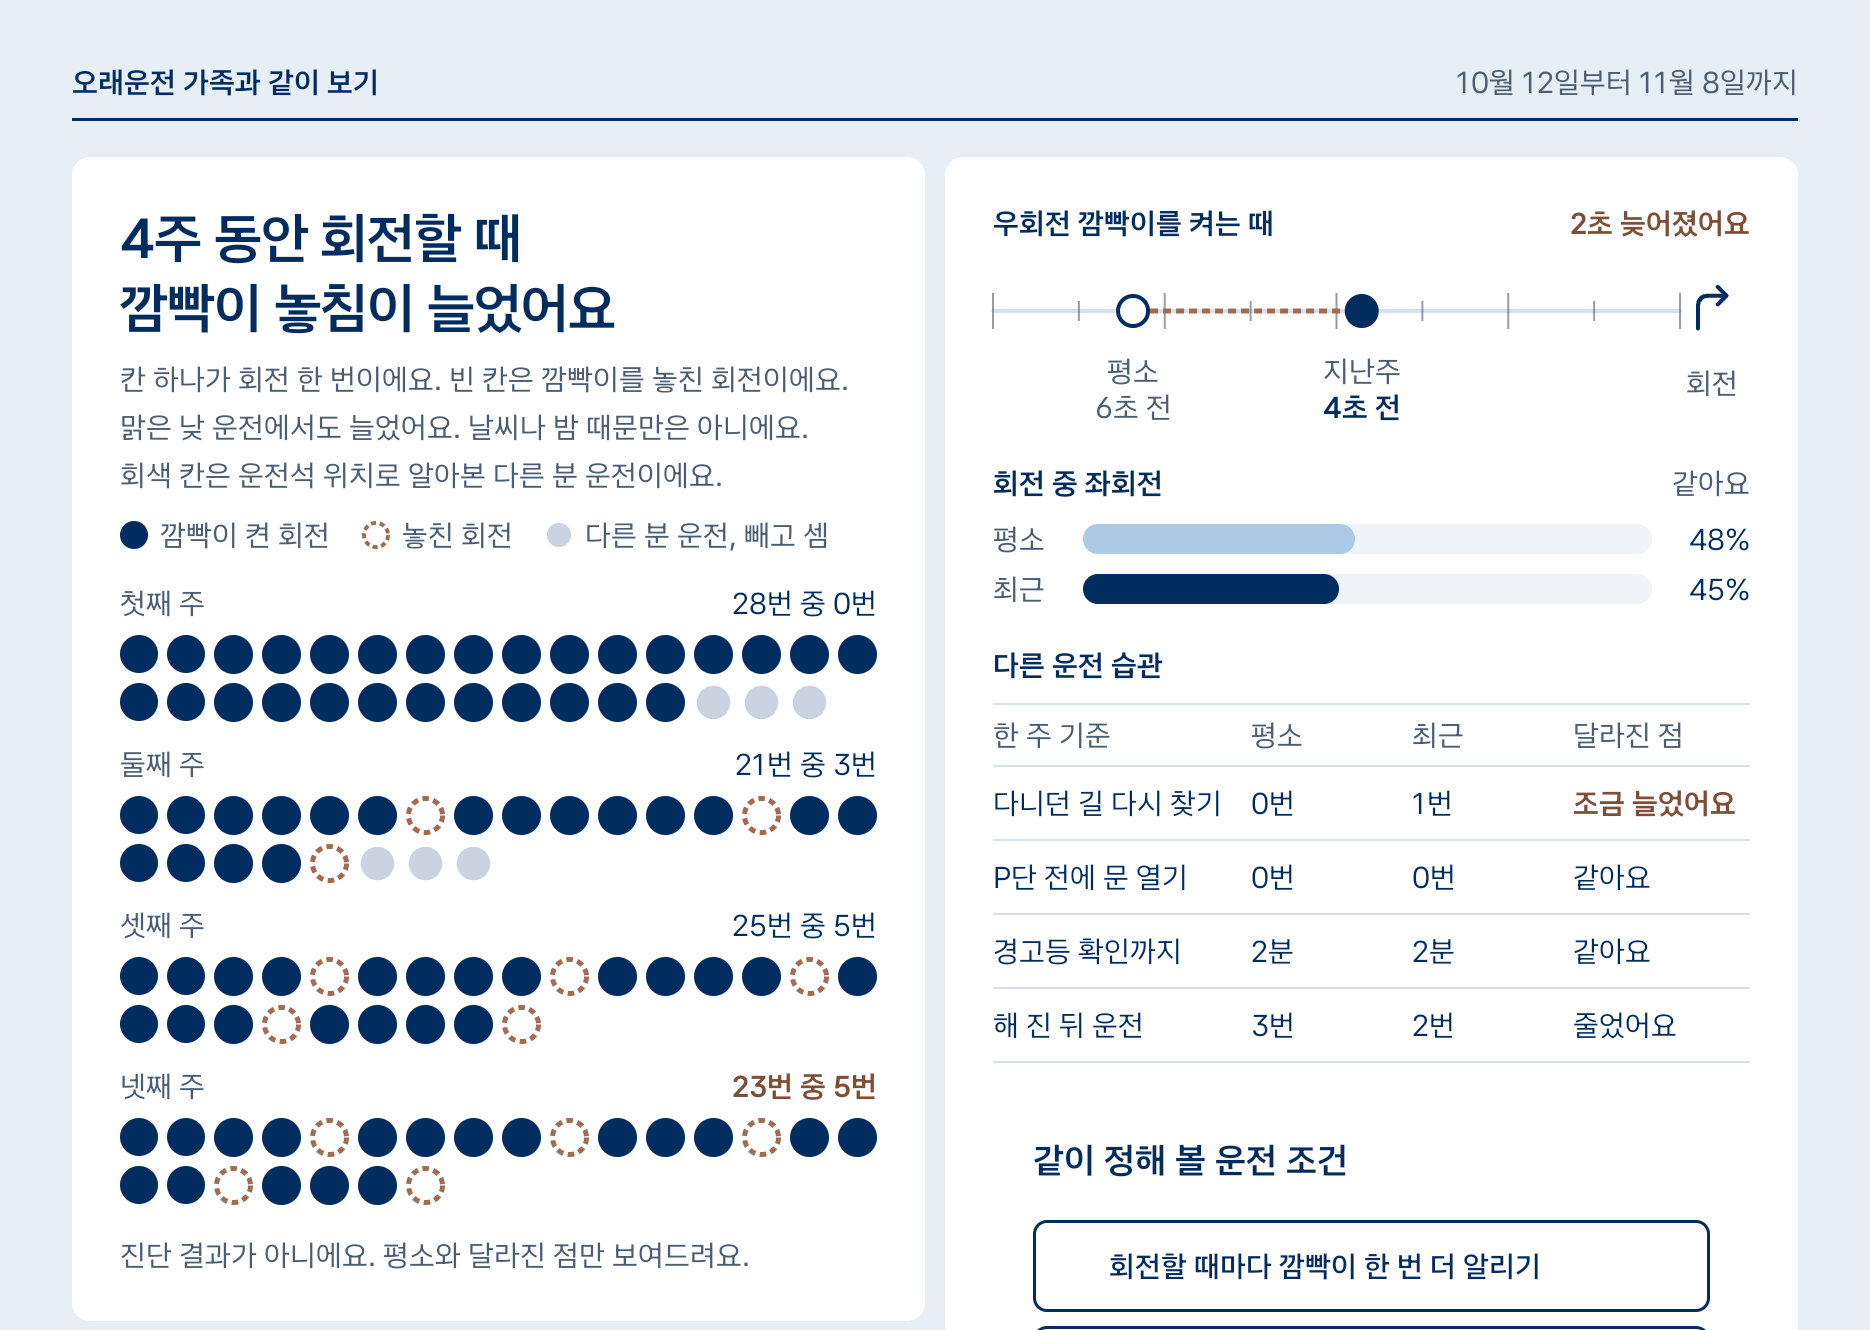 오래운전 가족과 같이 보기
10월 12일부터 11월 8일까지
4주 동안 회전할 때
깜빡이 놓침이 늘었어요
칸 하나가 회전 한 번이에요. 빈 칸은 깜빡이를 놓친 회전이에요.
맑은 낮 운전에서도 늘었어요. 날씨나 밤 때문만은 아니에요.
회색 칸은 운전석 위치로 알아본 다른 분 운전이에요.
깜빡이 켠 회전 놓친 회전 다른 분 운전, 빼고 셈
첫째 주 28번 중 0번
둘째 주 21번 중 3번
셋째 주 25번 중 5번
넷째 주 23번 중 5번
진단 결과가 아니에요. 평소와 달라진 점만 보여드려요.
우회전 깜빡이를 켜는 때 2초 늦어졌어요
평소 지난주 회전
6초 전 4초 전
회전 중 좌회전 같아요
평소 48%
최근 45%
다른 운전 습관
한 주 기준 평소 최근 달라진 점
다니던 길 다시 찾기 0번 1번 조금 늘었어요
P단 전에 문 열기 0번 0번 같아요
경고등 확인까지 2분 2분 같아요
해 진 뒤 운전 3번 2번 줄었어요
같이 정해 볼 운전 조건
회전할 때마다 깜빡이 한 번 더 알리기